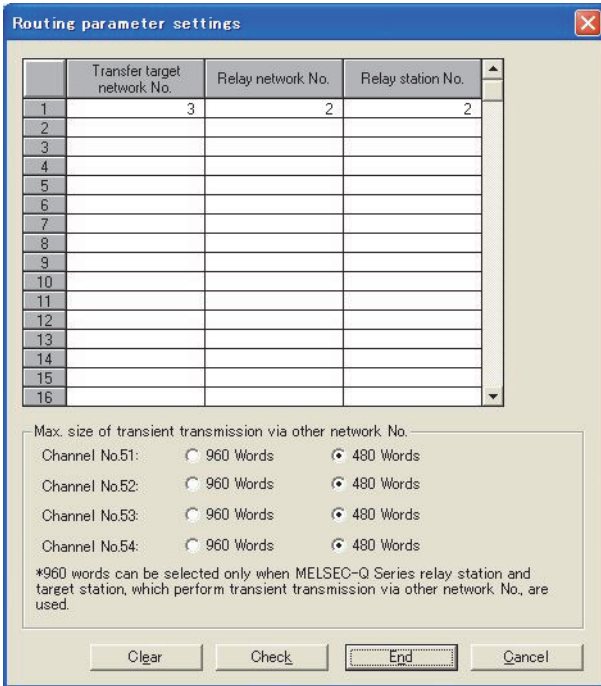 Routing parameter settings
Transfer target network No. Relay network No. Relay station No.
1 3 2 2
2
3
4
5
6
7
8
9
10
11
12
13
14
15
16
Max. size of transient transmission via other network No.
Channel No.51: 960 Words 480 Words
Channel No.52: 960 Words 480 Words
Channel No.53: 960 Words 480 Words
Channel No.54: 960 Words 480 Words
*960 words can be selected only when MELSEC-Q Series relay station and
target station, which perform transient transmission via other network No., are
used.
Clear Check End Cancel